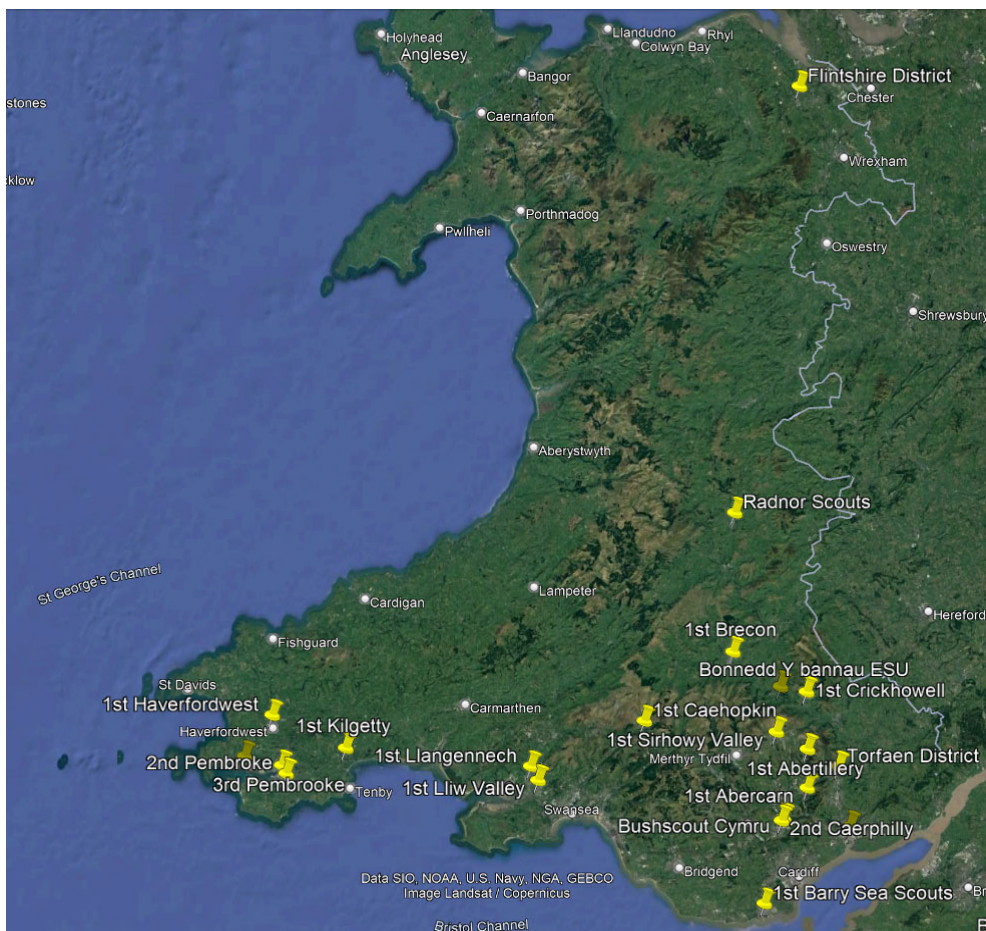 Holyhead
Anglesey
Llandudno
Rhyl
Colwyn Bay
Bangor
Flintshire District
Chester
stones
Caernarfon
Wrexham
cklow
Porthmadog
Pwllheli
Oswestry
Shrewsbury
Aberystwyth
Radnor Scouts
St George's Channel
Lampeter
Cardigan
Hereford
Fishguard
1st Brecon
Bonnedd Y bannau ESU
St Davids
1st Crickhowell
1st Haverfordwest
Carmarthen
1st Caehopkin
Haverfordwest
1st Kilgetty
1st Sirhowy Valley
1st Llangennech
Merthyr Tydfil
Torfaen District
2nd Pembroke
1st Abertillery
3rd Pembrooke
Tenby
1st Lliw Valley
1st Abercarn
Swansea
Bushscout Cymru
2nd Caerphilly
Bridgend
Cardiff
Data SIO, NOAA, U.S. Navy, NGA, GEBCO
Image Landsat / Copernicus
1st Barry Sea Scouts
Bristol Channel